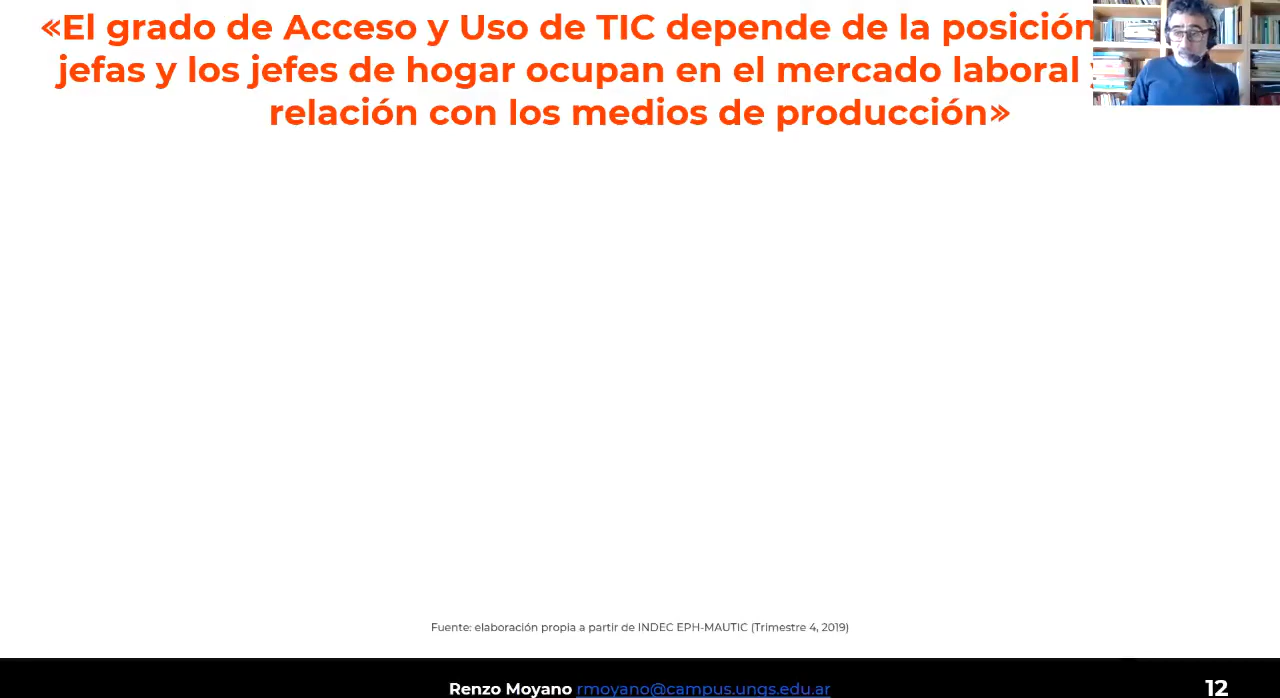 «El grado de Acceso y Uso de TIC depende de la posición
jefas y los jefes de hogar ocupan en el mercado laboral
relación con los medios de producción»
Fuente: elaboración propia a partir de INDEC EPH-MAUTIC (Trimestre 4, 2019)
Renzo Moyano rmoyano@campus.ungs.edu.ar
12